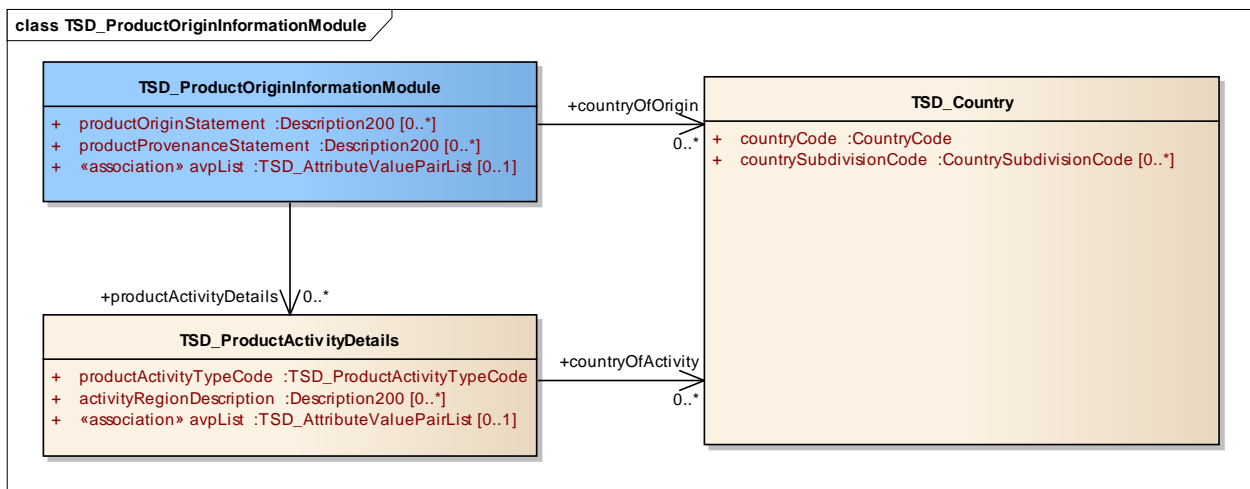 class TSD_ProductOriginInformationModule
TSD_ProductOriginInformationModule
+ productOriginStatement :Description200 [0..*]
+ productProvenanceStatement :Description200 [0..*]
+ «association» avpList :TSD_AttributeValuePairList [0..1]
+countryOfOrigin
0..*
TSD_Country
+ countryCode :CountryCode
+ countrySubdivisionCode :CountrySubdivisionCode [0..*]
+productActivityDetails 0..*
TSD_ProductActivityDetails
+ productActivityTypeCode :TSD_ProductActivityTypeCode
+ activityRegionDescription :Description200 [0..*]
+ «association» avpList :TSD_AttributeValuePairList [0..1]
+countryOfActivity
0..*